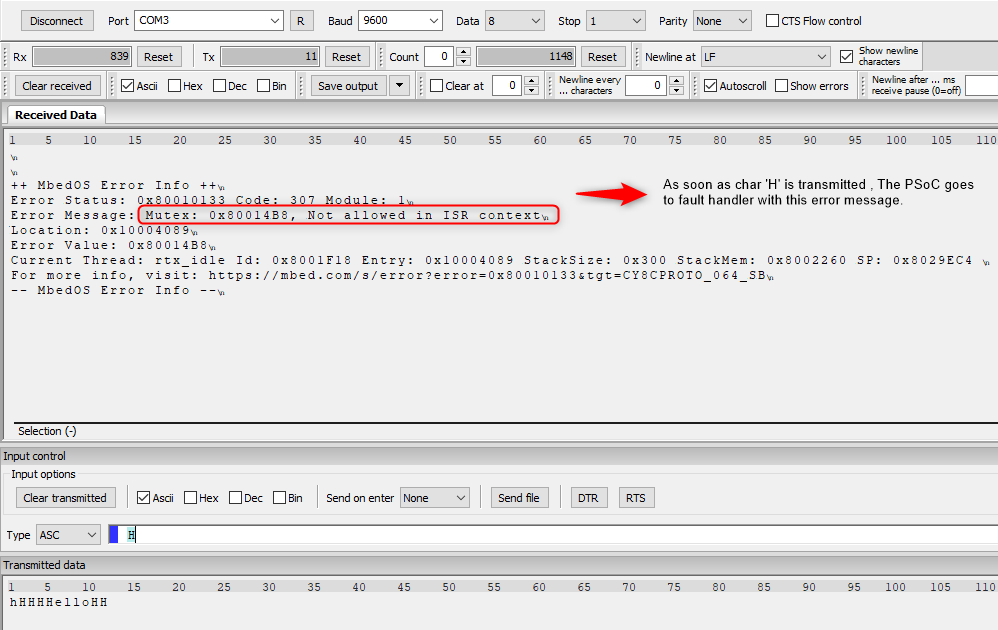 Disconnect Port COM3 R Baud 9600 Data 8 Stop 1 Parity None CTS Flow control
Rx 839 Reset Tx 11 Reset Count 0 1148 Reset Newline at LF Show newline characters
Clear received Ascii Hex Dec Bin Save output Clear at 0 Newline every ... characters 0 Autoscroll Show errors Newline after ... ms receive pause (0=off)
Received Data
1 5 10 15 20 25 30 35 40 45 50 55 60 65 70 75 80 85 90 95 100 105 110
\n
\n
++ MbedOS Error Info ++\n
Error Status: 0x80010133 Code: 307 Module: 1\n
Error Message: Mutex: 0x80014B8, Not allowed in ISR context\n
As soon as char 'H' is transmitted , The PSoC goes
to fault handler with this error message.
Location: 0x10004089\n
Error Value: 0x80014B8\n
Current Thread: rtx_idle Id: 0x8001F18 Entry: 0x10004089 StackSize: 0x300 StackMem: 0x8002260 SP: 0x8029EC4 \n
For more info, visit: https://mbed.com/s/error?error=0x80010133&tgt=CY8CPROTO_064_SB\n
-- MbedOS Error Info --\n
Selection (-)
Input control
Input options
Clear transmitted Ascii Hex Dec Bin Send on enter None Send file DTR RTS
Type ASC H
Transmitted data
1 5 10 15 20 25 30 35 40 45 50 55 60 65 70 75 80 85 90 95 100 105 110
hHHHHelloHH